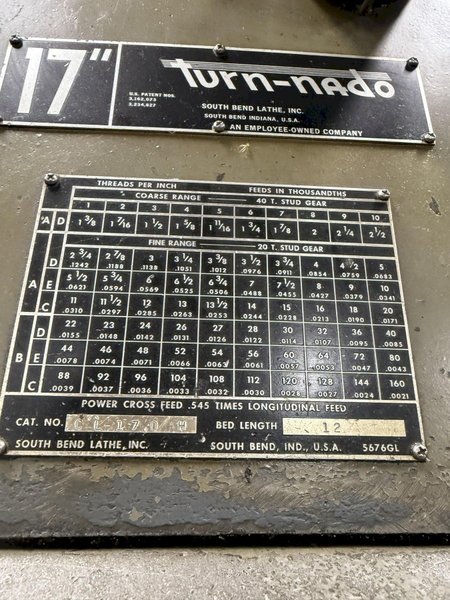 17"
turn-nado
U.S. PATENT NOS.
3,162,073
3,234,827
SOUTH BEND LATHE, INC.
SOUTH BEND INDIANA, U.S.A.
AN EMPLOYEE-OWNED COMPANY
THREADS PER INCH FEEDS IN THOUSANDTHS
COARSE RANGE 40 T. STUD GEAR
1 2 3 4 5 6 7 8 9 10
A D 1 3/8 1 7/16 1 1/2 1 5/8 1 11/16 1 3/4 1 7/8 2 2 1/4 2 1/2
FINE RANGE 20 T. STUD GEAR
D 2 3/4 2 7/8 3 3 1/4 3 3/8 3 1/2 3 3/4 4 4 1/2 5
.1242 .1188 .1138 .1051 .1012 .0976 .0911 .0854 .0759 .0683
A E 5 1/2 5 3/4 6 6 1/2 6 3/4 7 7 1/2 8 9 10
.0621 .0594 .0569 .0525 .0506 .0488 .0455 .0427 .0379 .0341
C 11 11 1/2 12 13 13 1/2 14 15 16 18 20
.0310 .0297 .0285 .0263 .0253 .0244 .0228 .0213 .0190 .0171
D 22 23 24 26 27 28 30 32 36 40
.0155 .0148 .0142 .0131 .0126 .0122 .0114 .0107 .0095 .0085
B E 44 46 48 52 54 56 60 64 72 80
.0078 .0074 .0071 .0066 .0063 .0061 .0057 .0053 .0047 .0043
C 88 92 96 104 108 112 120 128 144 160
.0039 .0037 .0036 .0033 .0032 .0030 .0028 .0027 .0024 .0021
POWER CROSS FEED .545 TIMES LONGITUDINAL FEED
CAT. NO. BED LENGTH 12
SOUTH BEND LATHE, INC. SOUTH BEND, IND., U.S.A. 5676GL